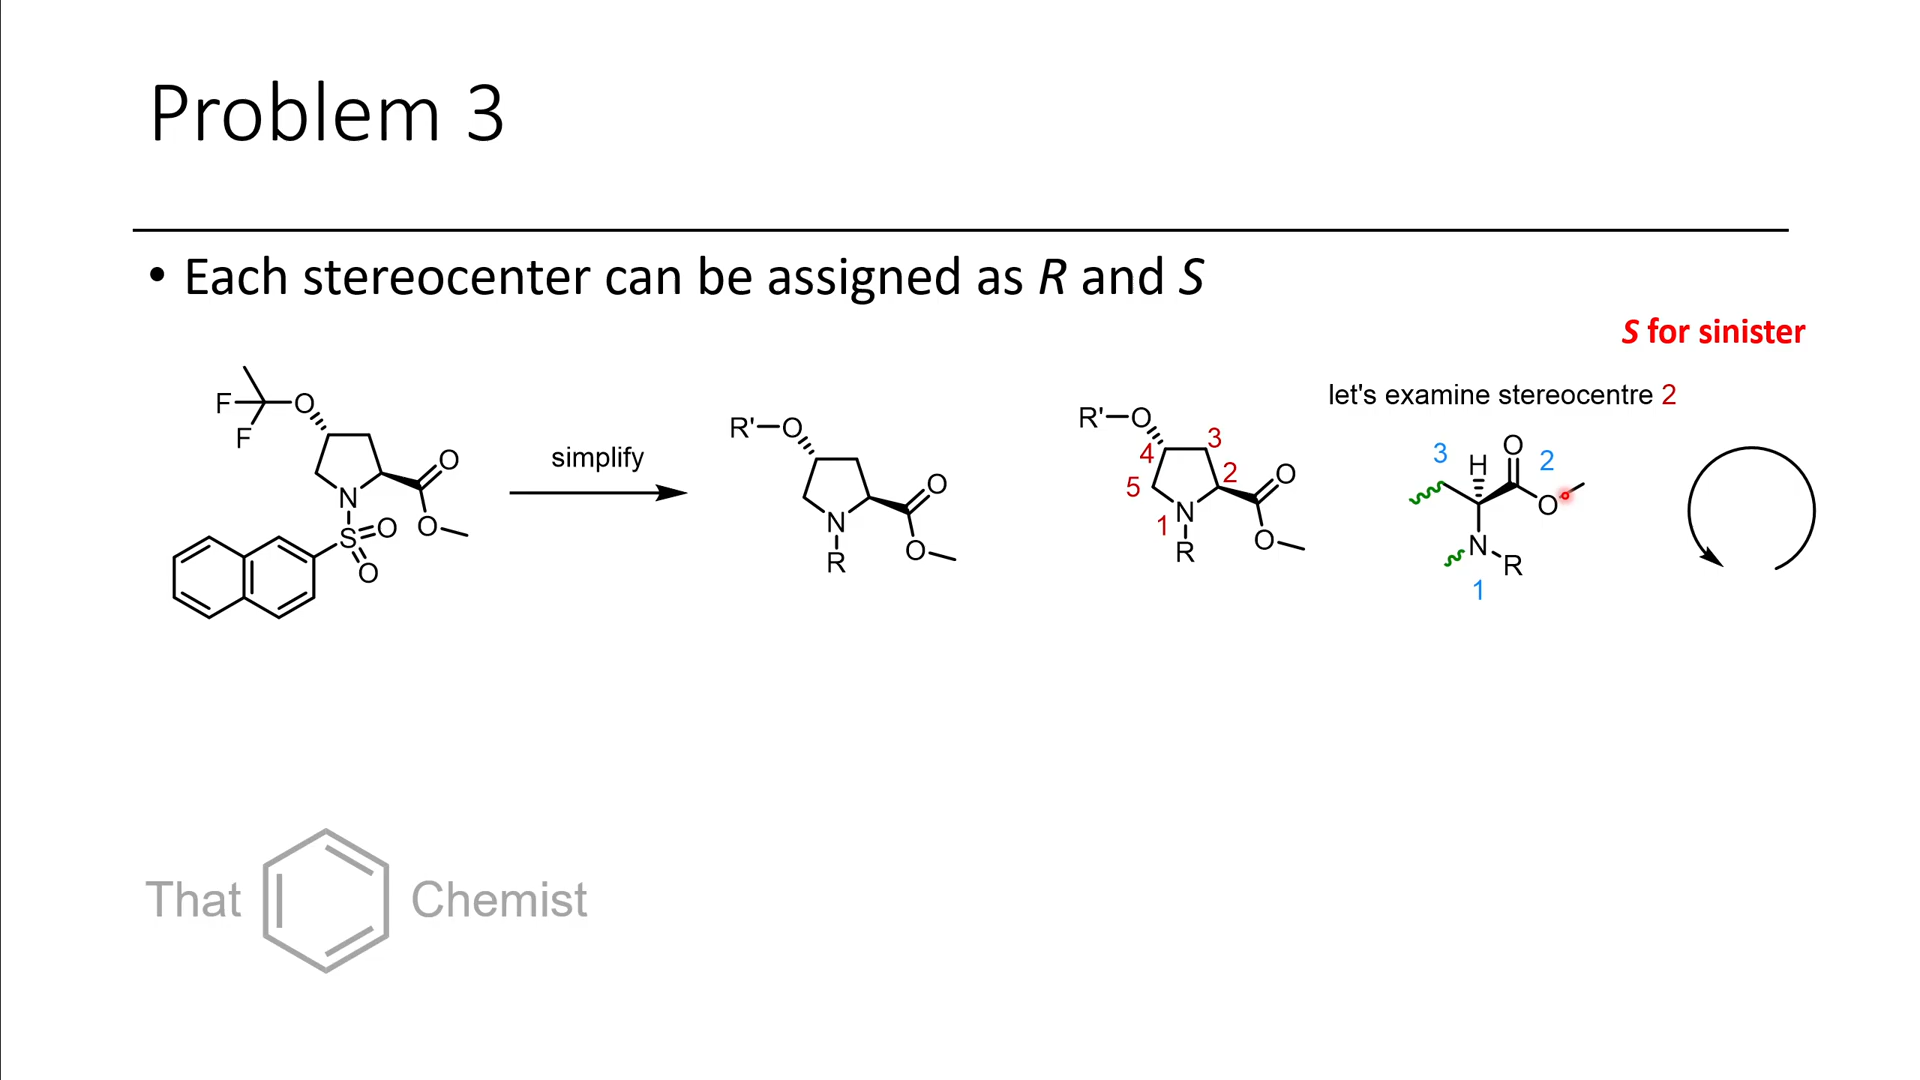 Problem 3
• Each stereocenter can be assigned as R and S
S for sinister
let's examine stereocentre 2
F
O
F
N
O
S
O
O
O
simplify
R'
O
N
R
O
O
R'
O
4
3
5
2
1
N
R
O
O
3
H
O
2
O
N
R
1
That Chemist